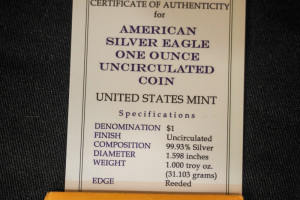 CERTIFICATE OF AUTHENTICITY
for
AMERICAN
SILVER EAGLE
ONE OUNCE
UNCIRCULATED
COIN
UNITED STATES MINT
Specifications
DENOMINATION $1
FINISH Uncirculated
COMPOSITION 99.93% Silver
DIAMETER 1.598 inches
WEIGHT 1.000 troy oz.
(31.103 grams)
EDGE Reeded